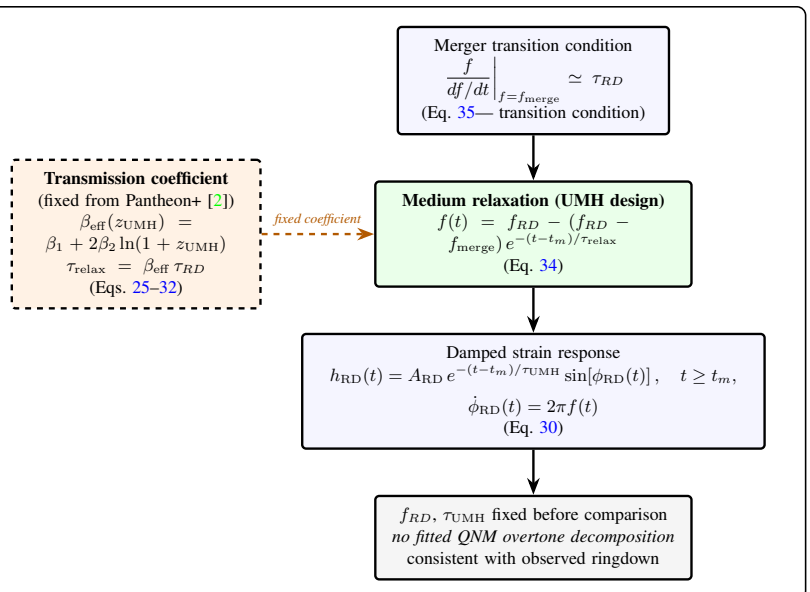 Merger transition condition
f/(df/dt)|_{f=f_merge} ≃ τ_RD
(Eq. 35— transition condition)
Transmission coefficient
(fixed from Pantheon+ [2])
β_eff(z_UMH) =
β_1 + 2β_2 ln(1 + z_UMH)
τ_relax = β_eff τ_RD
(Eqs. 25–32)
fixed coefficient
Medium relaxation (UMH design)
f(t) = f_RD − (f_RD −
f_merge) e^{−(t−t_m)/τ_relax}
(Eq. 34)
Damped strain response
h_RD(t) = A_RD e^{−(t−t_m)/τ_UMH} sin[ϕ_RD(t)] , t ≥ t_m,
ϕ̇_RD(t) = 2πf(t)
(Eq. 30)
f_RD, τ_UMH fixed before comparison
no fitted QNM overtone decomposition
consistent with observed ringdown